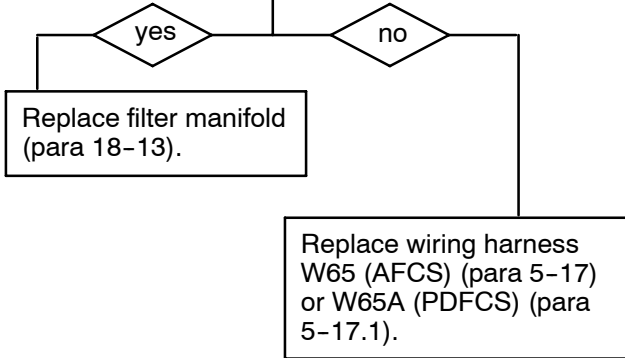 yes
no
Replace filter manifold
(para 18–13).
Replace wiring harness
W65 (AFCS) (para 5–17)
or W65A (PDFCS) (para
5–17.1).